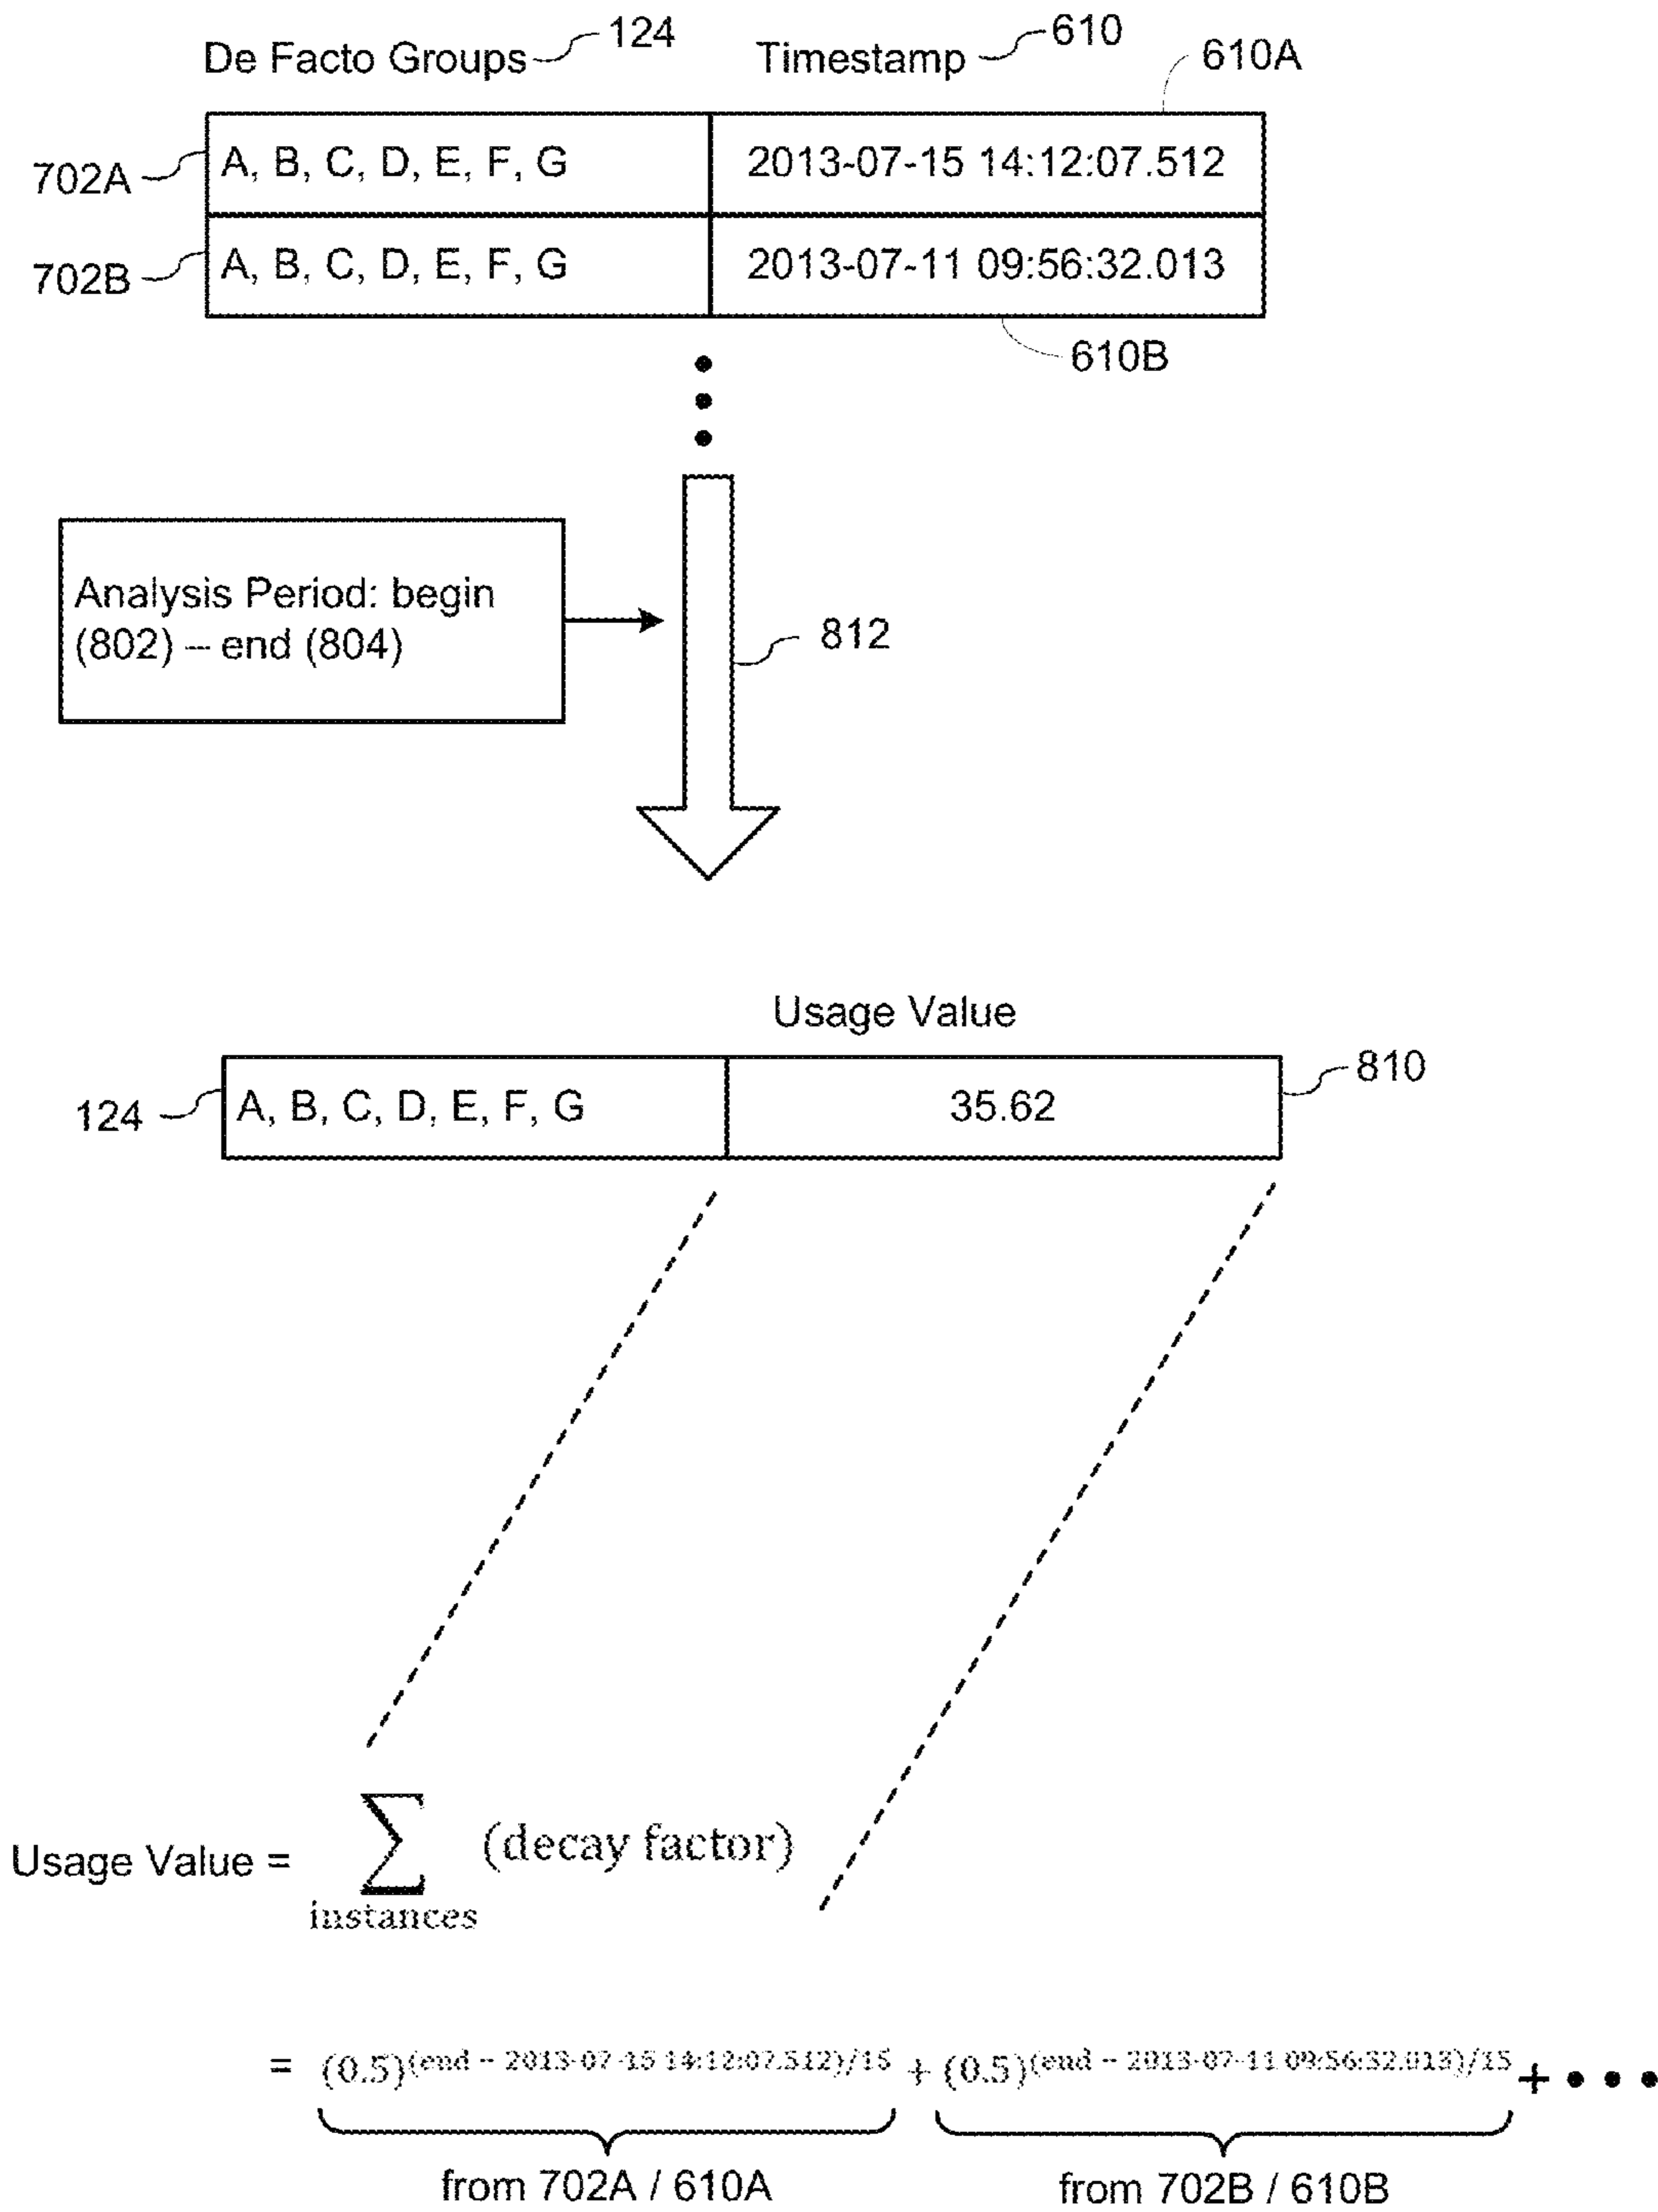 De Facto Groups 124 Timestamp 610 610A
702A A, B, C, D, E, F, G 2013-07-15 14:12:07.512
702B A, B, C, D, E, F, G 2013-07-11 09:56:32.013
610B
Analysis Period: begin
(802) – end (804)
812
Usage Value
124 A, B, C, D, E, F, G 35.62 810
Usage Value = ∑ (decay factor)
instances
= (0.5)^(end – 2013-07-15 14:12:07.512)/15 + (0.5)^(end – 2013-07-11 09:56:32.013)/15 + • • •
from 702A / 610A from 702B / 610B